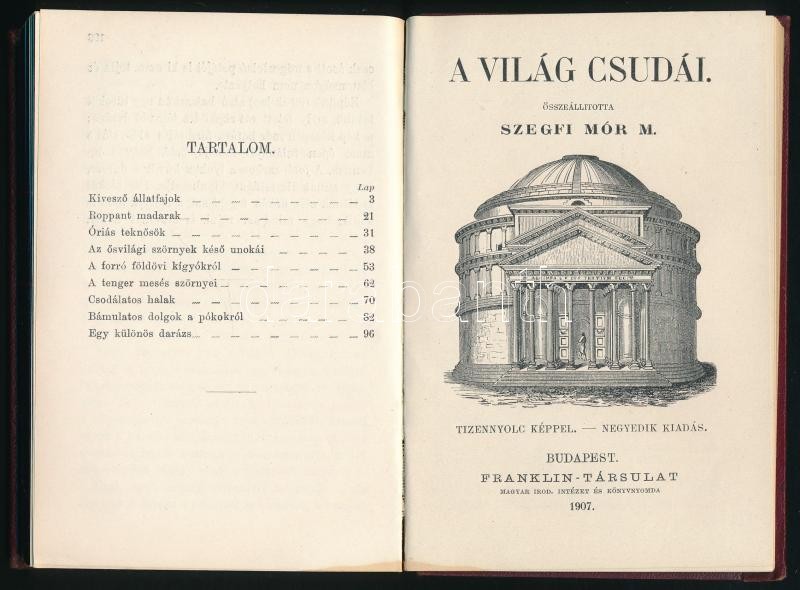 TARTALOM.
Lap
Kivesző állatfajok 3
Roppant madarak 21
Óriás teknősök 31
Az ősvilági szörnyek késő unokái 38
A forró földövi kígyókról 53
A tenger mesés szörnyei 62
Csodálatos halak 70
Bámulatos dolgok a pókokról 82
Egy különös darázs 96
A VILÁG CSUDÁI.
ÖSSZEÁLLITOTTA
SZEGFI MÓR M.
TIZENNYOLC KÉPPEL. — NEGYEDIK KIADÁS.
BUDAPEST.
FRANKLIN-TÁRSULAT
MAGYAR IROD. INTÉZET ÉS KÖNYVNYOMDA
1907.